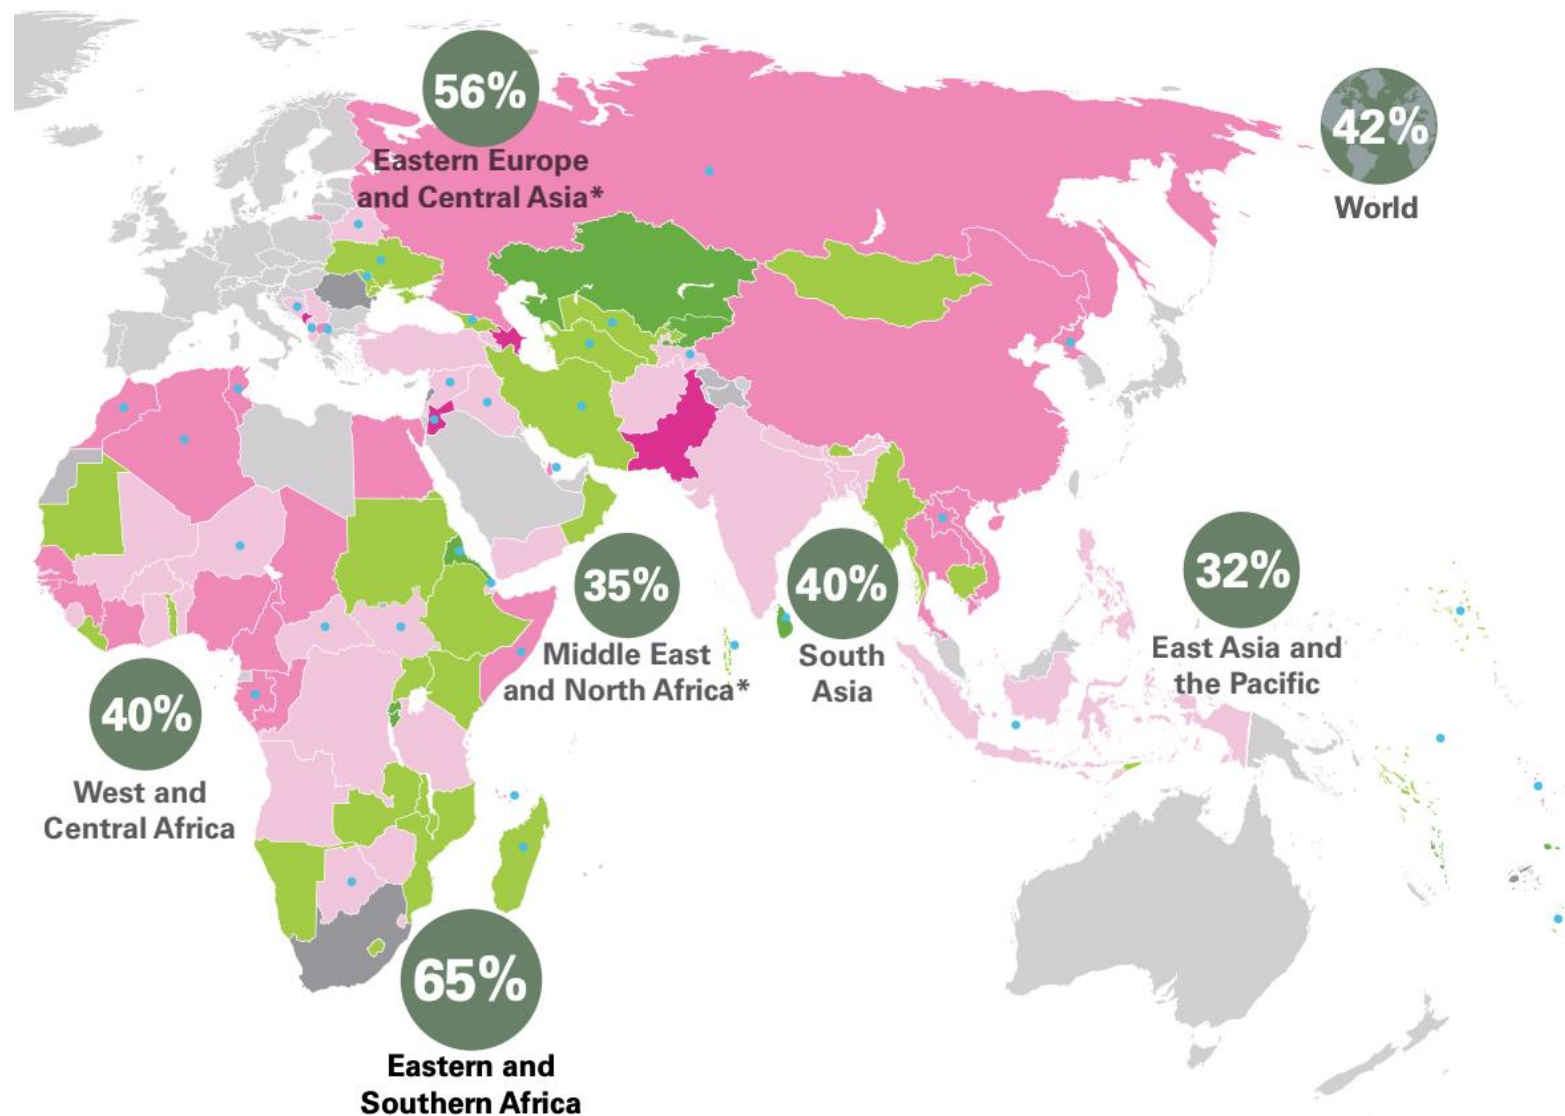 56%
Eastern Europe
and Central Asia*
42%
World
35%
Middle East
and North Africa*
40%
South
Asia
32%
East Asia and
the Pacific
40%
West and
Central Africa
65%
Eastern and
Southern Africa